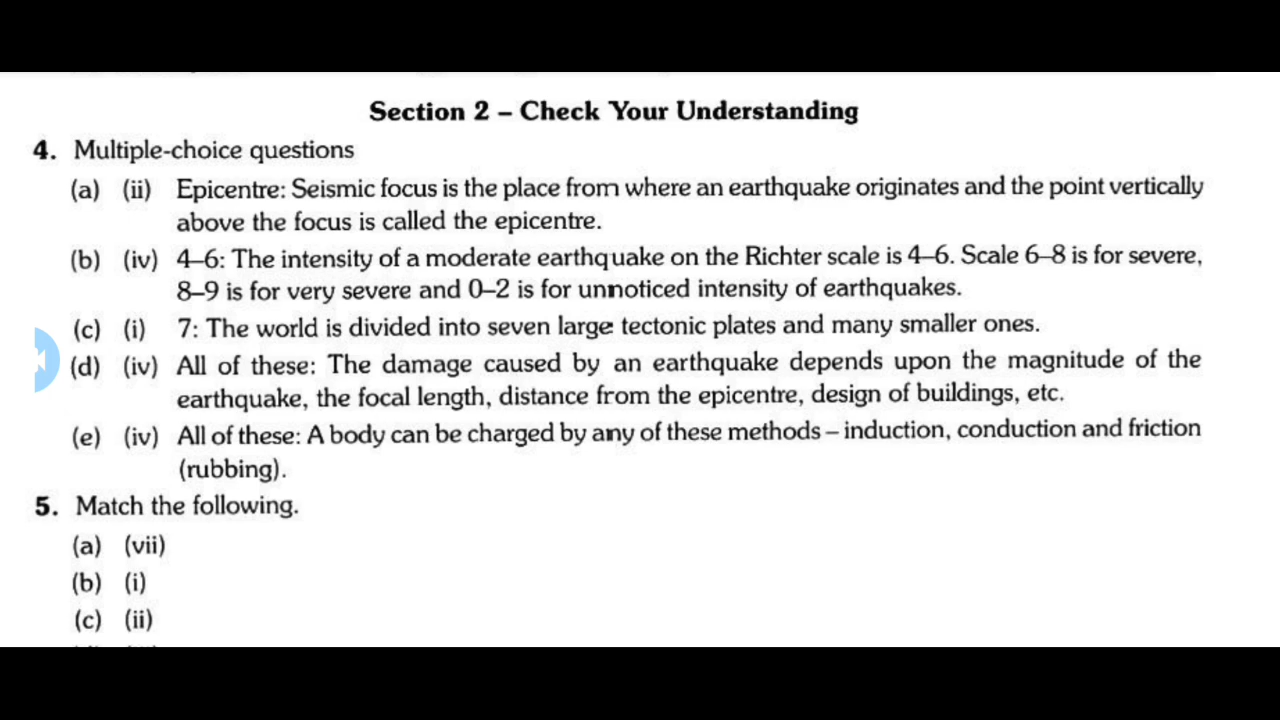 Section 2 – Check Your Understanding
4. Multiple-choice questions
(a) (ii) Epicentre: Seismic focus is the place from where an earthquake originates and the point vertically
above the focus is called the epicentre.
(b) (iv) 4–6: The intensity of a moderate earthquake on the Richter scale is 4–6. Scale 6–8 is for severe,
8–9 is for very severe and 0–2 is for unnoticed intensity of earthquakes.
(c) (i) 7: The world is divided into seven large tectonic plates and many smaller ones.
(d) (iv) All of these: The damage caused by an earthquake depends upon the magnitude of the
earthquake, the focal length, distance from the epicentre, design of buildings, etc.
(e) (iv) All of these: A body can be charged by any of these methods – induction, conduction and friction
(rubbing).
5. Match the following.
(a) (vii)
(b) (i)
(c) (ii)